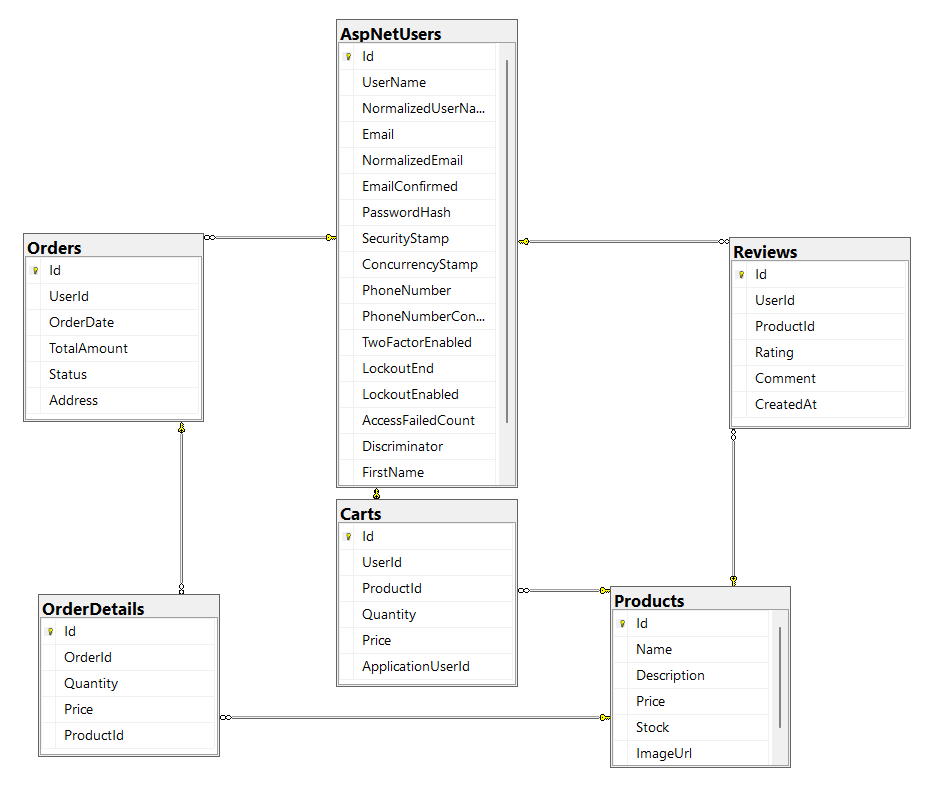 AspNetUsers
Id
UserName
NormalizedUserNa...
Email
NormalizedEmail
EmailConfirmed
PasswordHash
SecurityStamp
ConcurrencyStamp
PhoneNumber
PhoneNumberCon...
TwoFactorEnabled
LockoutEnd
LockoutEnabled
AccessFailedCount
Discriminator
FirstName
Orders
Id
UserId
OrderDate
TotalAmount
Status
Address
Reviews
Id
UserId
ProductId
Rating
Comment
CreatedAt
Carts
Id
UserId
ProductId
Quantity
Price
ApplicationUserId
OrderDetails
Id
OrderId
Quantity
Price
ProductId
Products
Id
Name
Description
Price
Stock
ImageUrl